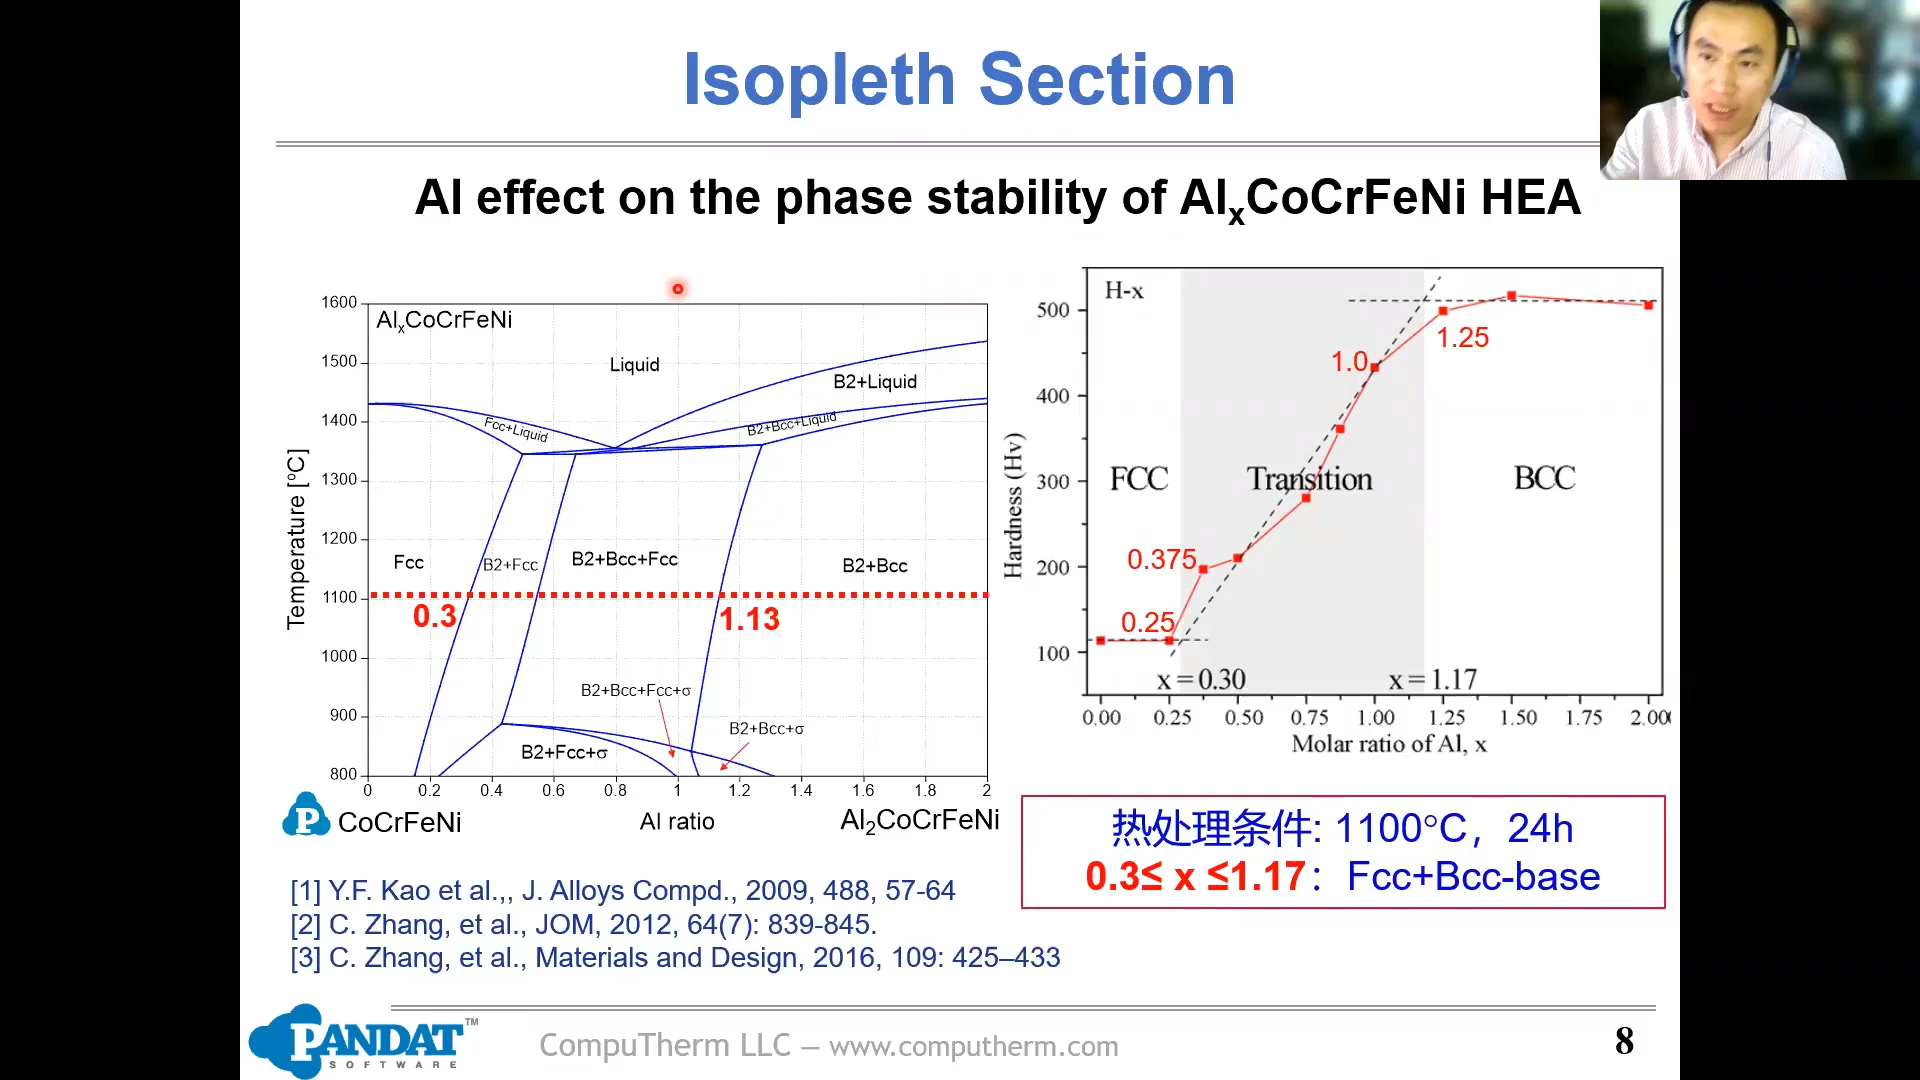 Isopleth Section
Al effect on the phase stability of AlxCoCrFeNi HEA
1600
1500
1400
1300
1200
1100
1000
900
800
Temperature [°C]
AlxCoCrFeNi
Liquid
B2+Liquid
Fcc+Liquid
B2+Bcc+Liquid
Fcc
B2+Fcc
B2+Bcc+Fcc
B2+Bcc
0.3
1.13
B2+Bcc+Fcc+σ
B2+Bcc+σ
B2+Fcc+σ
0 0.2 0.4 0.6 0.8 1 1.2 1.4 1.6 1.8 2
P CoCrFeNi
Al ratio
Al2CoCrFeNi
H-x
500
400
300
200
100
Hardness (Hv)
1.0
1.25
FCC
Transition
BCC
0.375
0.25
x = 0.30
x = 1.17
0.00 0.25 0.50 0.75 1.00 1.25 1.50 1.75 2.00
Molar ratio of Al, x
热处理条件: 1100°C，24h
0.3≤ x ≤1.17：Fcc+Bcc-base
[1] Y.F. Kao et al.,, J. Alloys Compd., 2009, 488, 57-64
[2] C. Zhang, et al., JOM, 2012, 64(7): 839-845.
[3] C. Zhang, et al., Materials and Design, 2016, 109: 425–433
PANDAT™
SOFTWARE
CompuTherm LLC – www.computherm.com
8